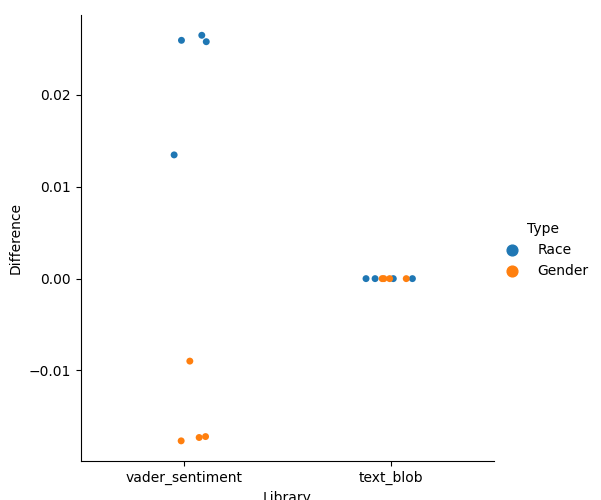 0.02
0.01
0.00
−0.01
Difference
vader_sentiment
text_blob
Library
Type
Race
Gender